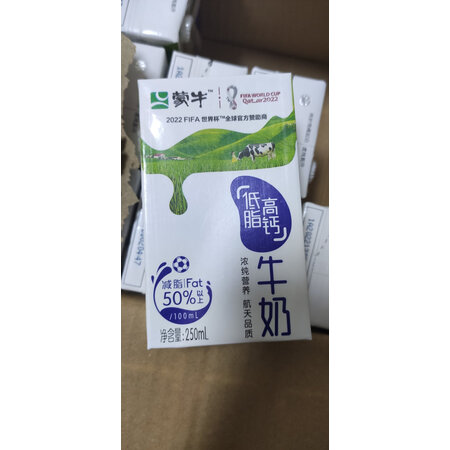 蒙牛
FIFA WORLD CUP
Qatar2022
2022 FIFA 世界杯™全球官方赞助商
高钙
低脂
牛奶
浓纯营养 航天品质
减脂 Fat
50%以上
/100mL
净含量:250mL